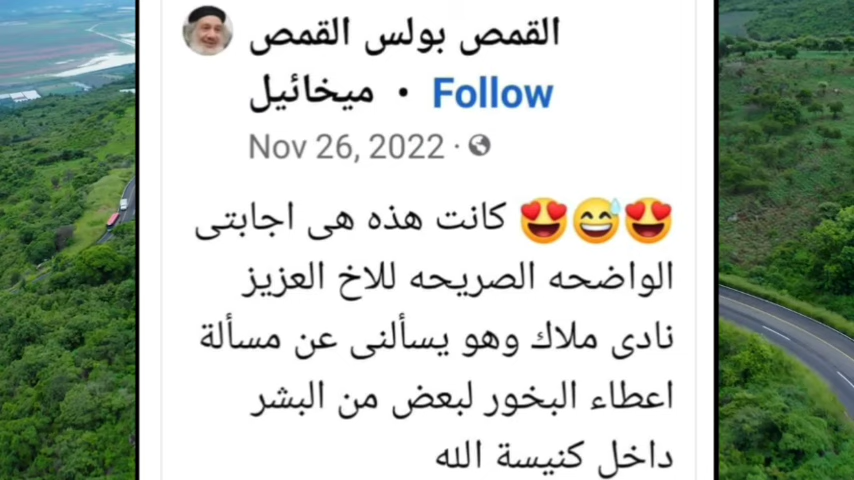 القمص بولس القمص
ميخائيل • Follow
Nov 26, 2022 ·
😍😅😍 كانت هذه هى اجابتى
الواضحه الصريحه للاخ العزيز
نادى ملاك وهو يسألنى عن مسألة
اعطاء البخور لبعض من البشر
داخل كنيسة الله